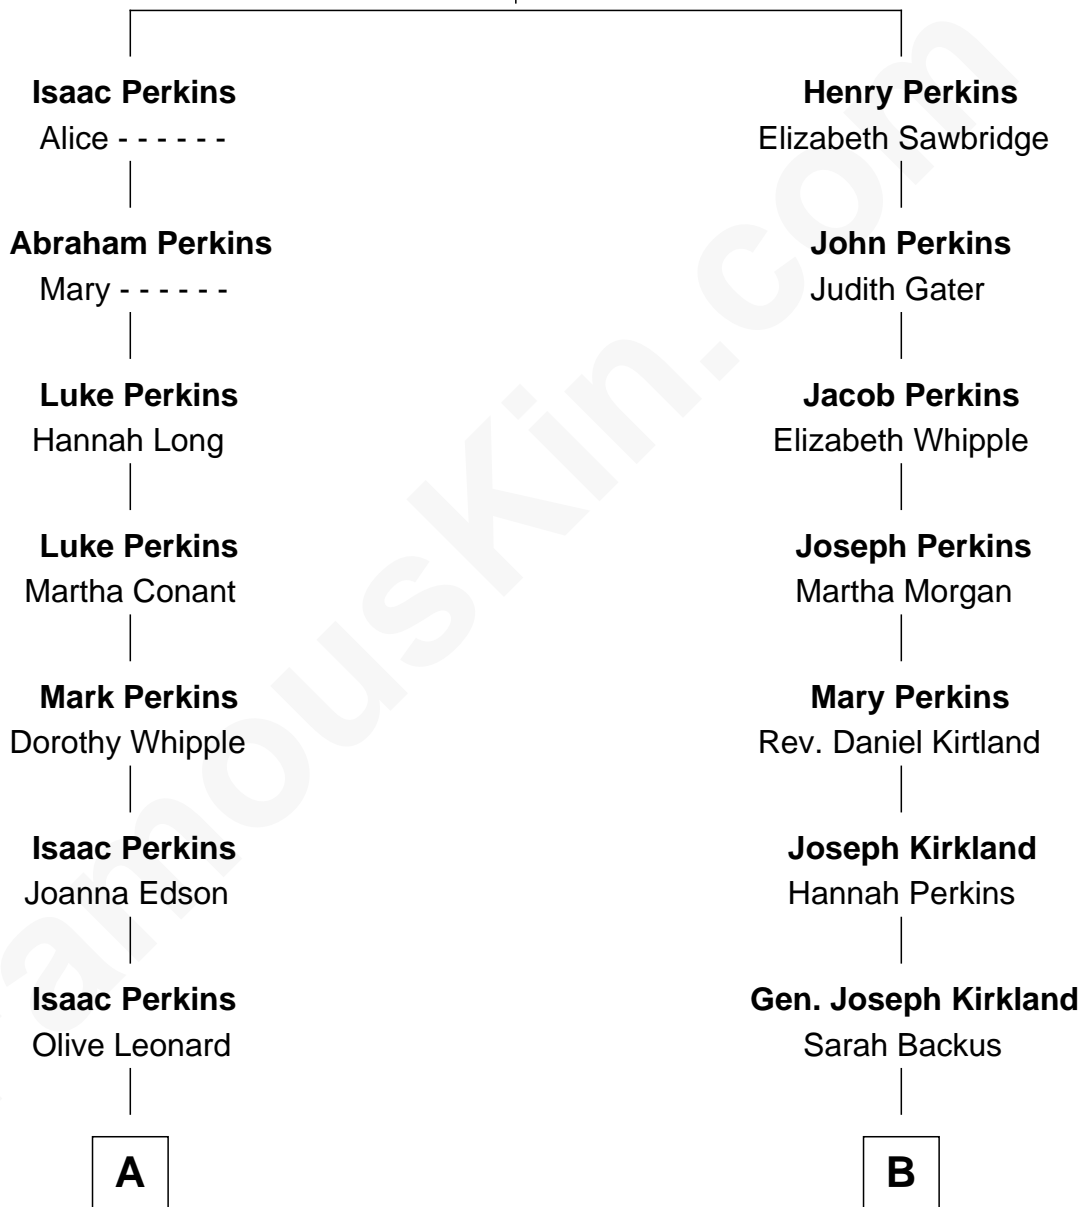 Isaac Perkins
Alice - - - - - -
Henry Perkins
Elizabeth Sawbridge
Abraham Perkins
Mary - - - - - -
John Perkins
Judith Gater
Luke Perkins
Hannah Long
Jacob Perkins
Elizabeth Whipple
Luke Perkins
Martha Conant
Joseph Perkins
Martha Morgan
Mark Perkins
Dorothy Whipple
Mary Perkins
Rev. Daniel Kirtland
Isaac Perkins
Joanna Edson
Joseph Kirkland
Hannah Perkins
Isaac Perkins
Olive Leonard
Gen. Joseph Kirkland
Sarah Backus
A
B
FamousKin.com